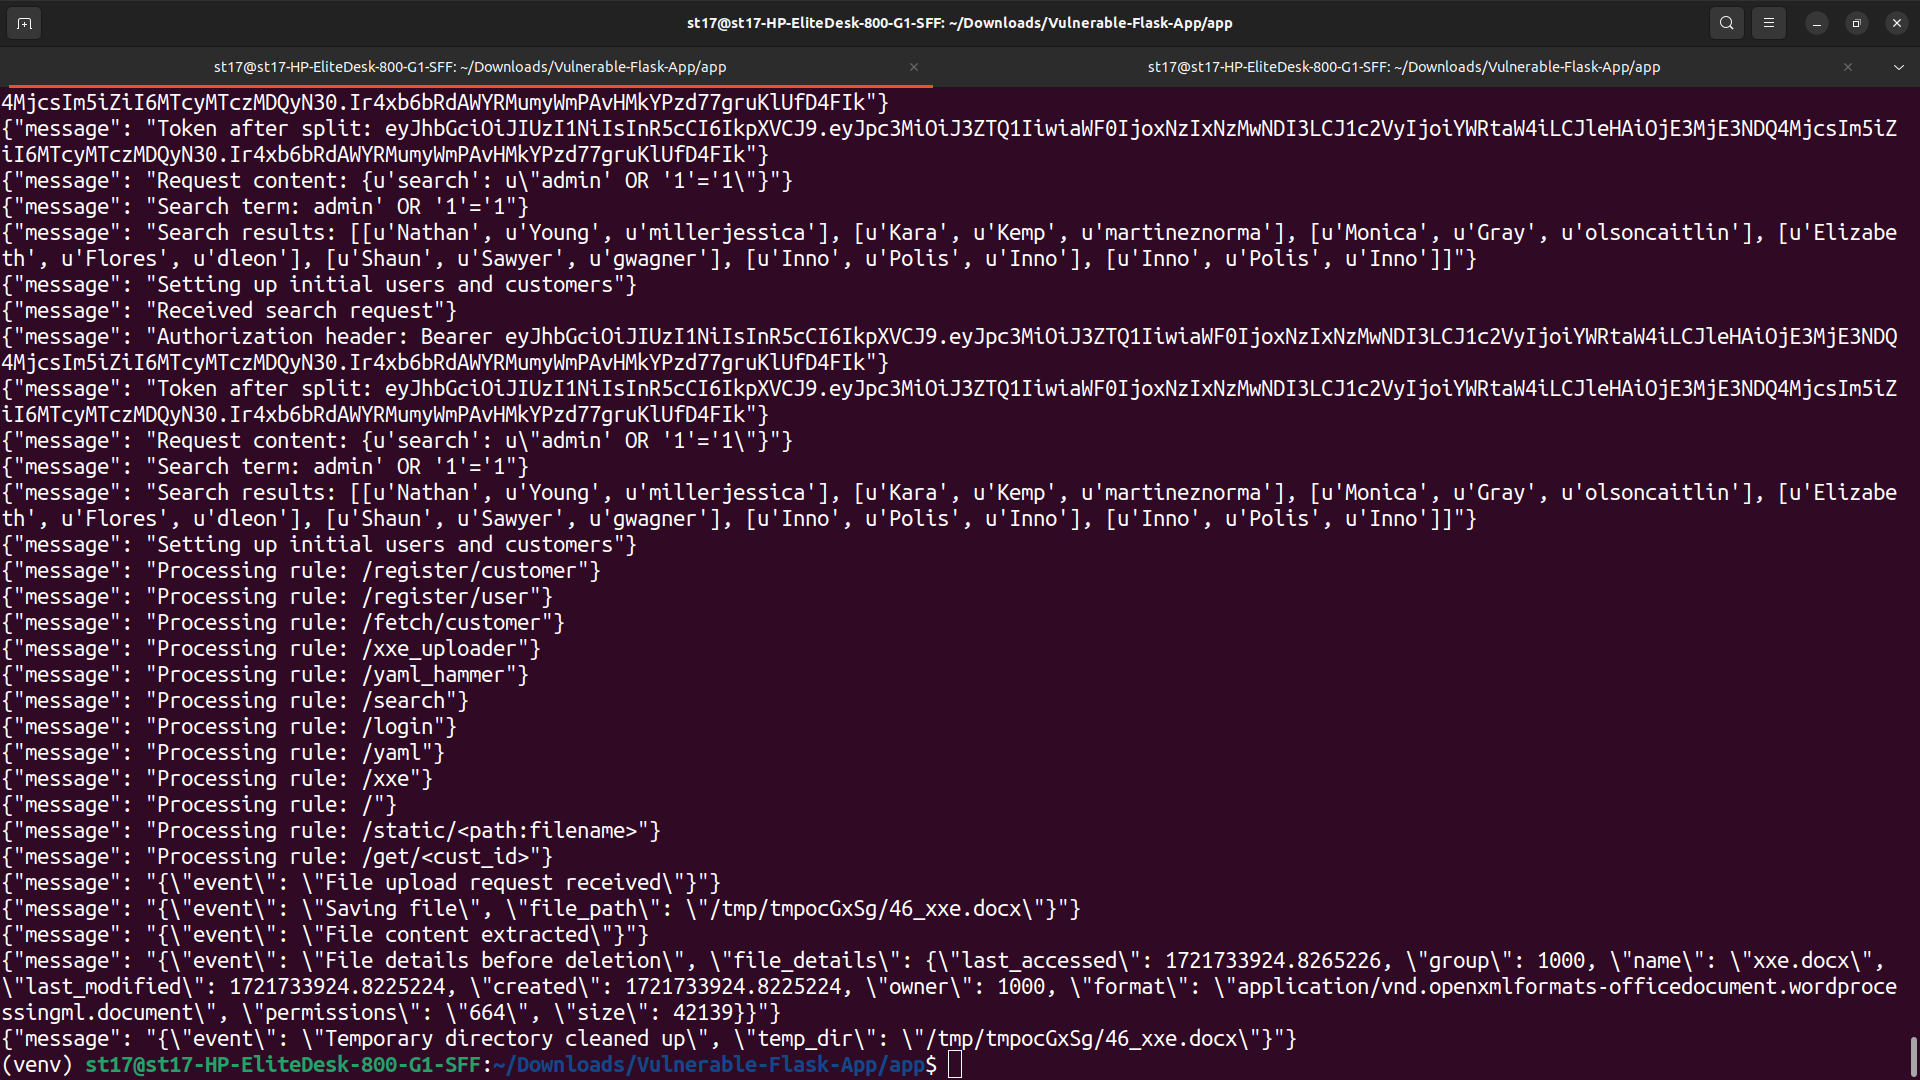 st17@st17-HP-EliteDesk-800-G1-SFF: ~/Downloads/Vulnerable-Flask-App/app
st17@st17-HP-EliteDesk-800-G1-SFF: ~/Downloads/Vulnerable-Flask-App/app
st17@st17-HP-EliteDesk-800-G1-SFF: ~/Downloads/Vulnerable-Flask-App/app
4MjcsIm5iZiI6MTcyMTczMDQyN30.Ir4xb6bRdAWYRMumyWmPAvHMkYPzd77gruKlUfD4FIk"}
{"message": "Token after split: eyJhbGciOiJIUzI1NiIsInR5cCI6IkpXVCJ9.eyJpc3MiOiJ3ZTQ1IiwiaWF0IjoxNzIxNzMwNDI3LCJ1c2VyIjoiYWRtaW4iLCJleHAiOjE3MjE3NDQ4MjcsIm5iZ
iI6MTcyMTczMDQyN30.Ir4xb6bRdAWYRMumyWmPAvHMkYPzd77gruKlUfD4FIk"}
{"message": "Request content: {u'search': u\"admin' OR '1'='1\"}"}
{"message": "Search term: admin' OR '1'='1"}
{"message": "Search results: [[u'Nathan', u'Young', u'millerjessica'], [u'Kara', u'Kemp', u'martineznorma'], [u'Monica', u'Gray', u'olsoncaitlin'], [u'Elizabe
th', u'Flores', u'dleon'], [u'Shaun', u'Sawyer', u'gwagner'], [u'Inno', u'Polis', u'Inno'], [u'Inno', u'Polis', u'Inno']]"}
{"message": "Setting up initial users and customers"}
{"message": "Received search request"}
{"message": "Authorization header: Bearer eyJhbGciOiJIUzI1NiIsInR5cCI6IkpXVCJ9.eyJpc3MiOiJ3ZTQ1IiwiaWF0IjoxNzIxNzMwNDI3LCJ1c2VyIjoiYWRtaW4iLCJleHAiOjE3MjE3NDQ
4MjcsIm5iZiI6MTcyMTczMDQyN30.Ir4xb6bRdAWYRMumyWmPAvHMkYPzd77gruKlUfD4FIk"}
{"message": "Token after split: eyJhbGciOiJIUzI1NiIsInR5cCI6IkpXVCJ9.eyJpc3MiOiJ3ZTQ1IiwiaWF0IjoxNzIxNzMwNDI3LCJ1c2VyIjoiYWRtaW4iLCJleHAiOjE3MjE3NDQ4MjcsIm5iZ
iI6MTcyMTczMDQyN30.Ir4xb6bRdAWYRMumyWmPAvHMkYPzd77gruKlUfD4FIk"}
{"message": "Request content: {u'search': u\"admin' OR '1'='1\"}"}
{"message": "Search term: admin' OR '1'='1"}
{"message": "Search results: [[u'Nathan', u'Young', u'millerjessica'], [u'Kara', u'Kemp', u'martineznorma'], [u'Monica', u'Gray', u'olsoncaitlin'], [u'Elizabe
th', u'Flores', u'dleon'], [u'Shaun', u'Sawyer', u'gwagner'], [u'Inno', u'Polis', u'Inno'], [u'Inno', u'Polis', u'Inno']]"}
{"message": "Setting up initial users and customers"}
{"message": "Processing rule: /register/customer"}
{"message": "Processing rule: /register/user"}
{"message": "Processing rule: /fetch/customer"}
{"message": "Processing rule: /xxe_uploader"}
{"message": "Processing rule: /yaml_hammer"}
{"message": "Processing rule: /search"}
{"message": "Processing rule: /login"}
{"message": "Processing rule: /yaml"}
{"message": "Processing rule: /xxe"}
{"message": "Processing rule: /"}
{"message": "Processing rule: /static/<path:filename>"}
{"message": "Processing rule: /get/<cust_id>"}
{"message": "{\"event\": \"File upload request received\"}"}
{"message": "{\"event\": \"Saving file\", \"file_path\": \"/tmp/tmpocGxSg/46_xxe.docx\"}"}
{"message": "{\"event\": \"File content extracted\"}"}
{"message": "{\"event\": \"File details before deletion\", \"file_details\": {\"last_accessed\": 1721733924.8265226, \"group\": 1000, \"name\": \"xxe.docx\",
\"last_modified\": 1721733924.8225224, \"created\": 1721733924.8225224, \"owner\": 1000, \"format\": \"application/vnd.openxmlformats-officedocument.wordproce
ssingml.document\", \"permissions\": \"664\", \"size\": 42139}}"}
{"message": "{\"event\": \"Temporary directory cleaned up\", \"temp_dir\": \"/tmp/tmpocGxSg/46_xxe.docx\"}"}
(venv) st17@st17-HP-EliteDesk-800-G1-SFF:~/Downloads/Vulnerable-Flask-App/app$